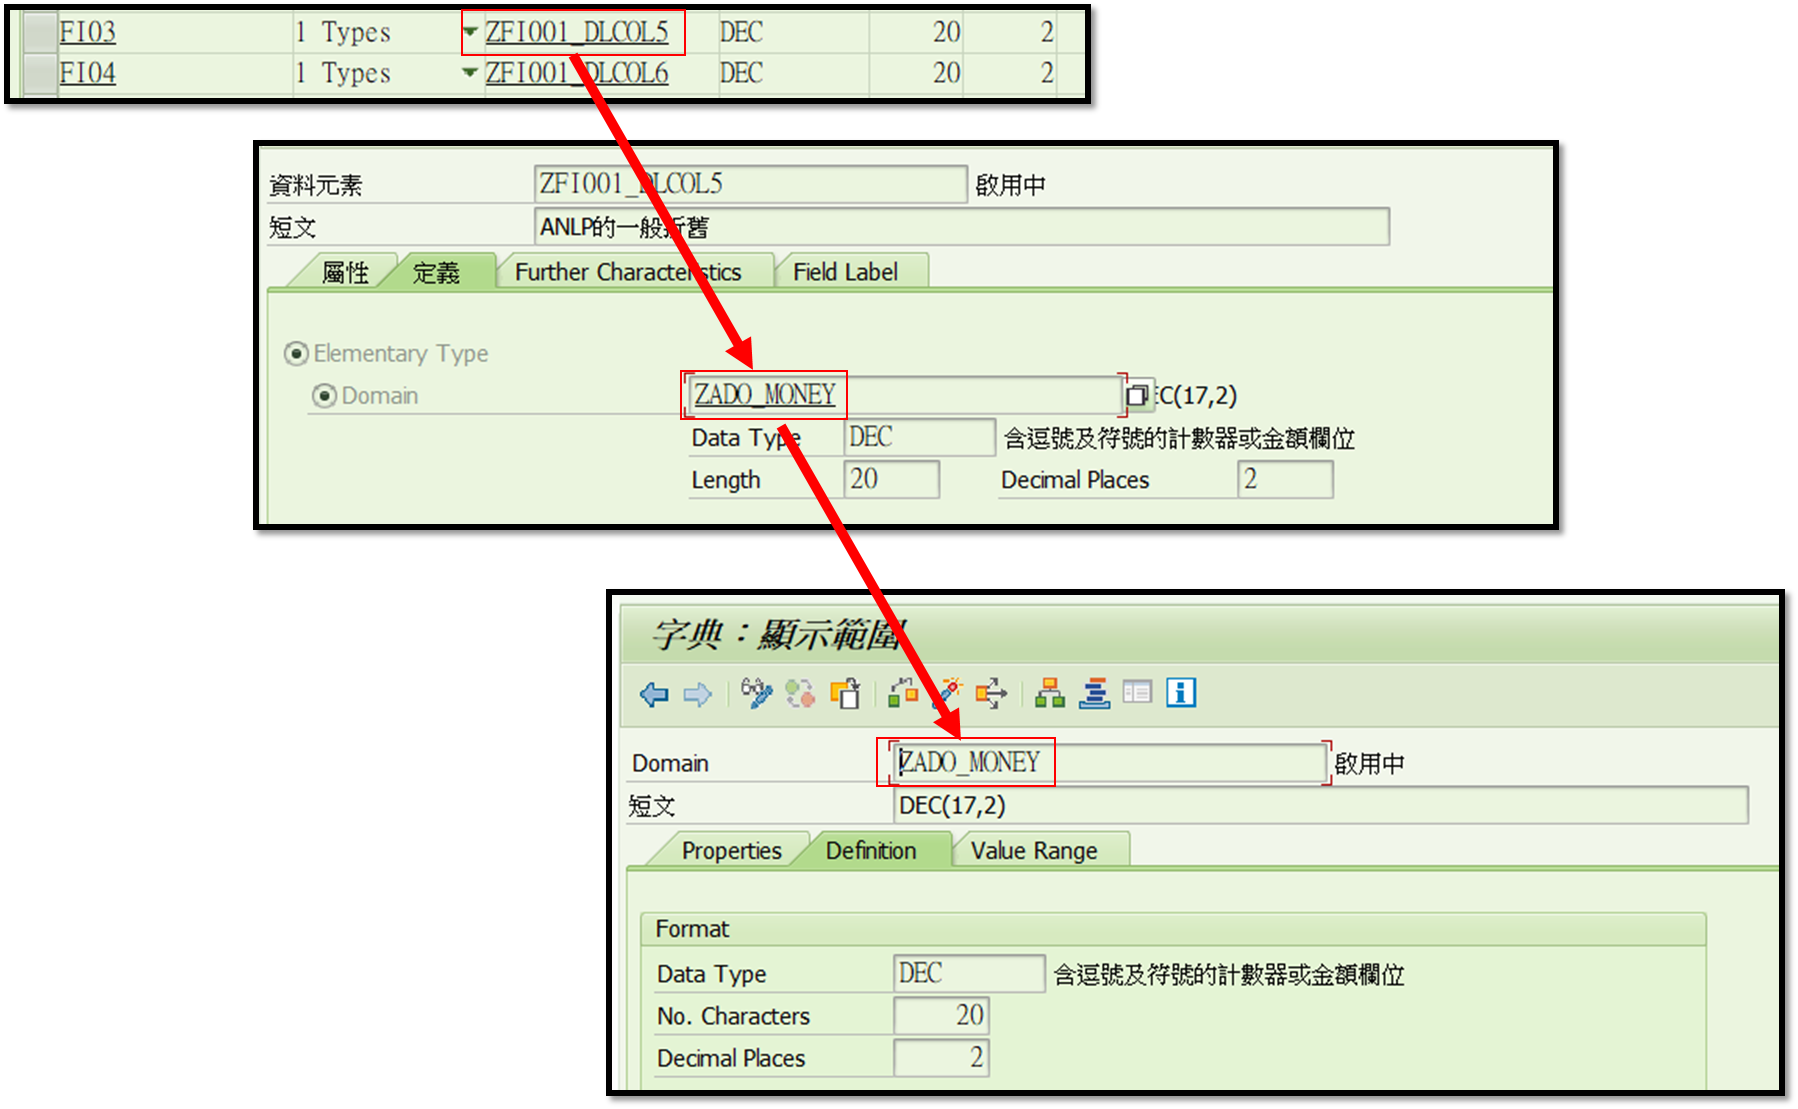 FI03 1 Types ZFI001_DLCOL5 DEC 20 2
FI04 1 Types ZFI001_DLCOL6 DEC 20 2
資料元素 ZFI001_DLCOL5 啟用中
短文 ANLP的一般折舊
屬性 定義 Further Characteristics Field Label
Elementary Type
Domain ZADO_MONEY EC(17,2)
Data Type DEC 含逗號及符號的計數器或金額欄位
Length 20 Decimal Places 2
字典：顯示範圍
Domain ZADO_MONEY 啟用中
短文 DEC(17,2)
Properties Definition Value Range
Format
Data Type DEC 含逗號及符號的計數器或金額欄位
No. Characters 20
Decimal Places 2